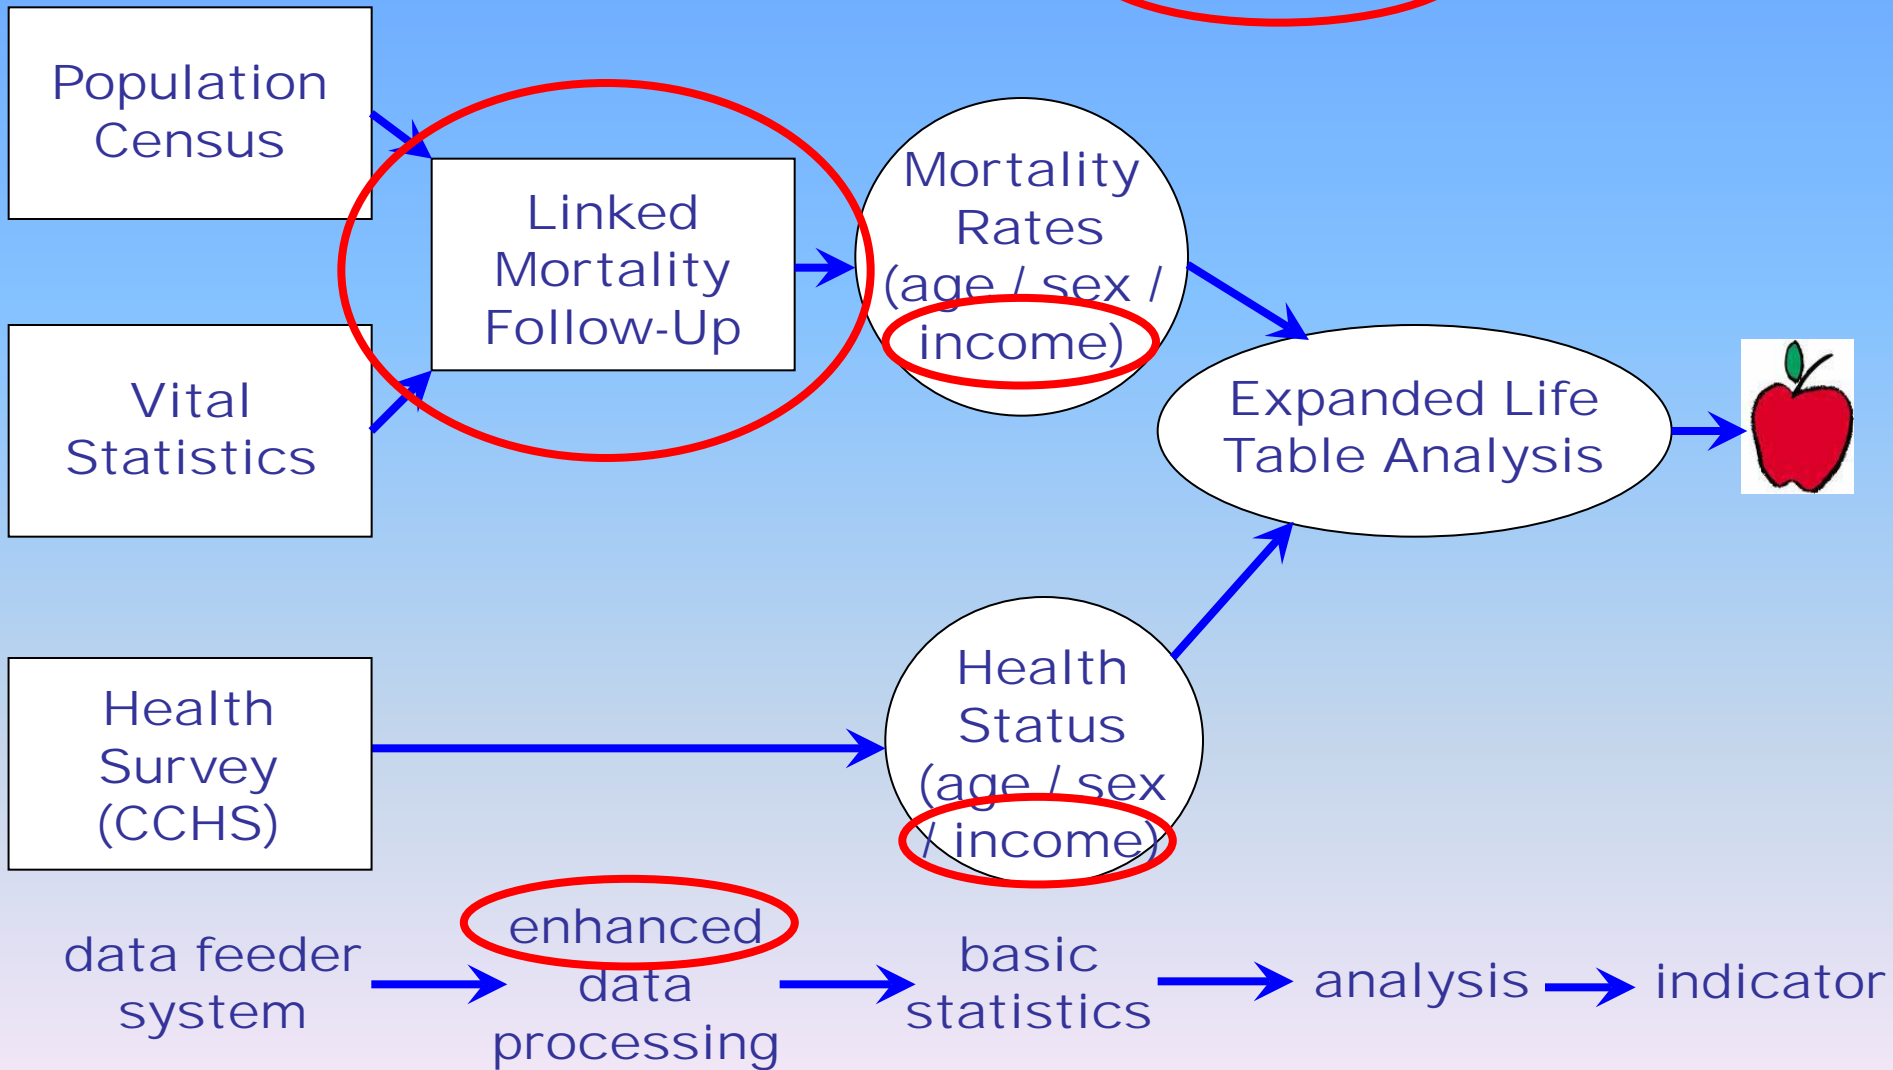 Population
Census
Linked
Mortality
Follow-Up
Mortality
Rates
(age / sex /
income)
Vital
Statistics
Expanded Life
Table Analysis
Health
Survey
(CCHS)
Health
Status
(age / sex
/ income)
data feeder
system
enhanced
data
processing
basic
statistics
analysis
indicator